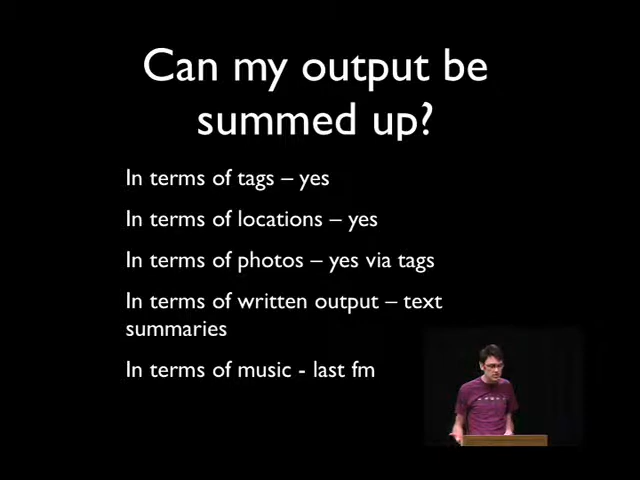 Can my output be
summed up?
In terms of tags – yes
In terms of locations – yes
In terms of photos – yes via tags
In terms of written output – text
summaries
In terms of music - last fm